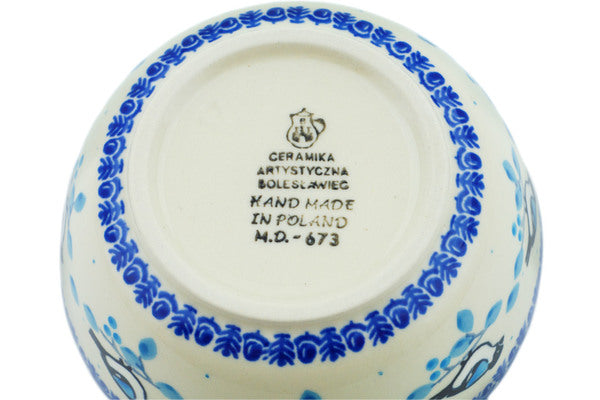 CERAMIKA
ARTYSTYCZNA
BOLESŁAWIEC
HAND MADE
IN POLAND
M.D.-673